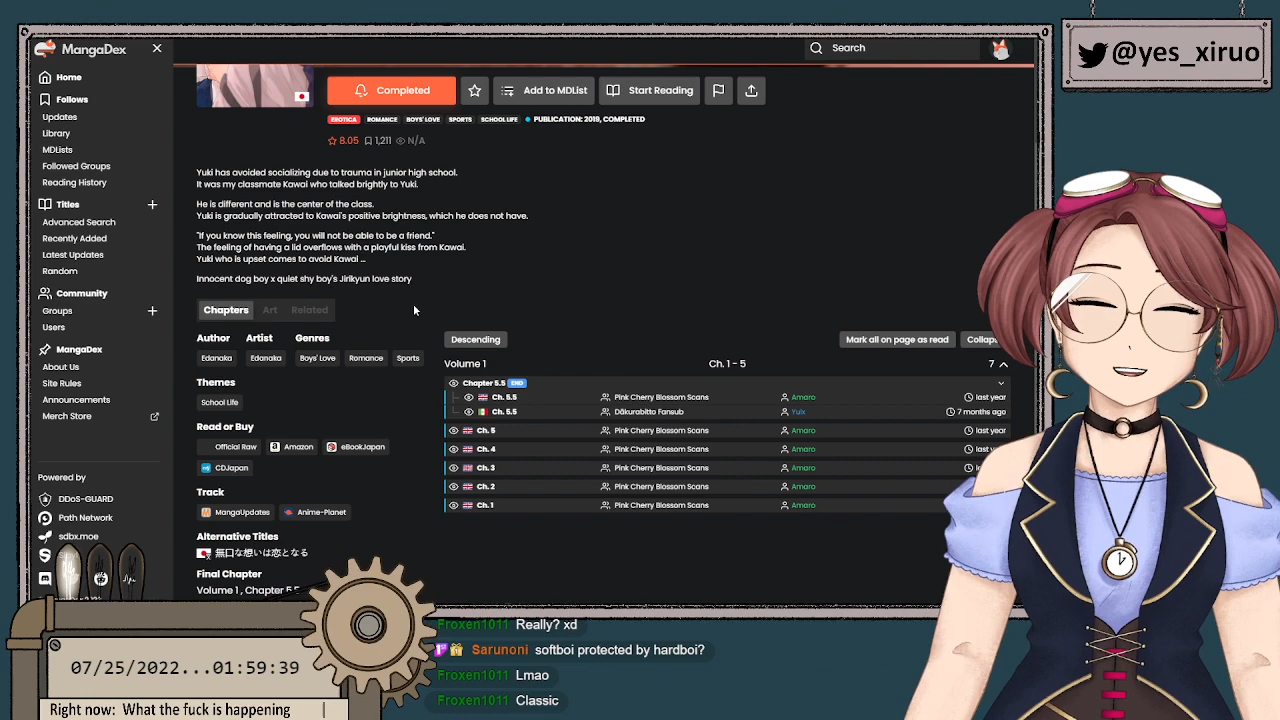 MangaDex
Search
@yes_xiruo
Home
Follows
Updates
Library
MDLists
Followed Groups
Reading History
Titles
Advanced Search
Recently Added
Latest Updates
Random
Community
Groups
Users
MangaDex
About Us
Site Rules
Announcements
Merch Store
Powered by
DDoS-GUARD
Path Network
sdbx.moe
Completed
Add to MDList
Start Reading
EROTICA ROMANCE BOYS' LOVE SPORTS SCHOOL LIFE PUBLICATION: 2019, COMPLETED
8.05 1,211 N/A
Yuki has avoided socializing due to trauma in junior high school.
It was my classmate Kawai who talked brightly to Yuki.
He is different and is the center of the class.
Yuki is gradually attracted to Kawai's positive brightness, which he does not have.
"If you know this feeling, you will not be able to be a friend."
The feeling of having a lid overflows with a playful kiss from Kawai.
Yuki who is upset comes to avoid Kawai ...
Innocent dog boy x quiet shy boy's Jirikyun love story
Chapters Art Related
Author Artist Genres
Edanaka Edanaka Boys' Love Romance Sports
Themes
School Life
Read or Buy
Official Raw Amazon eBookJapan
CDJapan
Track
MangaUpdates Anime-Planet
Alternative Titles
無口な想いは恋となる
Final Chapter
Volume 1 , Chapter 5.5
Descending Mark all on page as read Collaps
Volume 1 Ch. 1 - 5 7
Chapter 5.5 END
Ch. 5.5 Pink Cherry Blossom Scans Amaro last year
Ch. 5.5 Dōkurabitto Fansub Yuix 7 months ago
Ch. 5 Pink Cherry Blossom Scans Amaro last year
Ch. 4 Pink Cherry Blossom Scans Amaro last y
Ch. 3 Pink Cherry Blossom Scans Amaro
Ch. 2 Pink Cherry Blossom Scans Amaro
Ch. 1 Pink Cherry Blossom Scans Amaro
07/25/2022...01:59:39
Right now: What the fuck is happening |
Froxen1011 Really? xd
Sarunoni softboi protected by hardboi?
Froxen1011 Lmao
Froxen1011 Classic